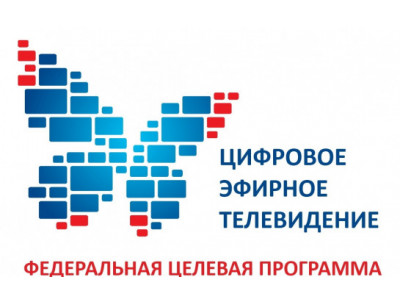 ЦИФРОВОЕ
ЭФИРНОЕ
ТЕЛЕВИДЕНИЕ
ФЕДЕРАЛЬНАЯ ЦЕЛЕВАЯ ПРОГРАММА